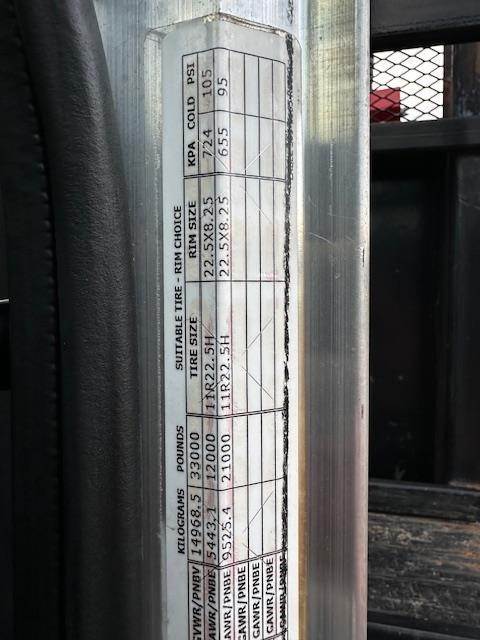 KILOGRAMS POUNDS SUITABLE TIRE - RIM CHOICE
GVWR/PNBV 14968.5 33000 TIRE SIZE RIM SIZE KPA COLD PSI
GAWR/PNBE 5443.1 12000 11R22.5H 22.5X8.25 724 105
GAWR/PNBE 9525.4 21000 11R22.5H 22.5X8.25 655 95
GAWR/PNBE
GAWR/PNBE
GAWR/PNBE
GAWR/PNBE